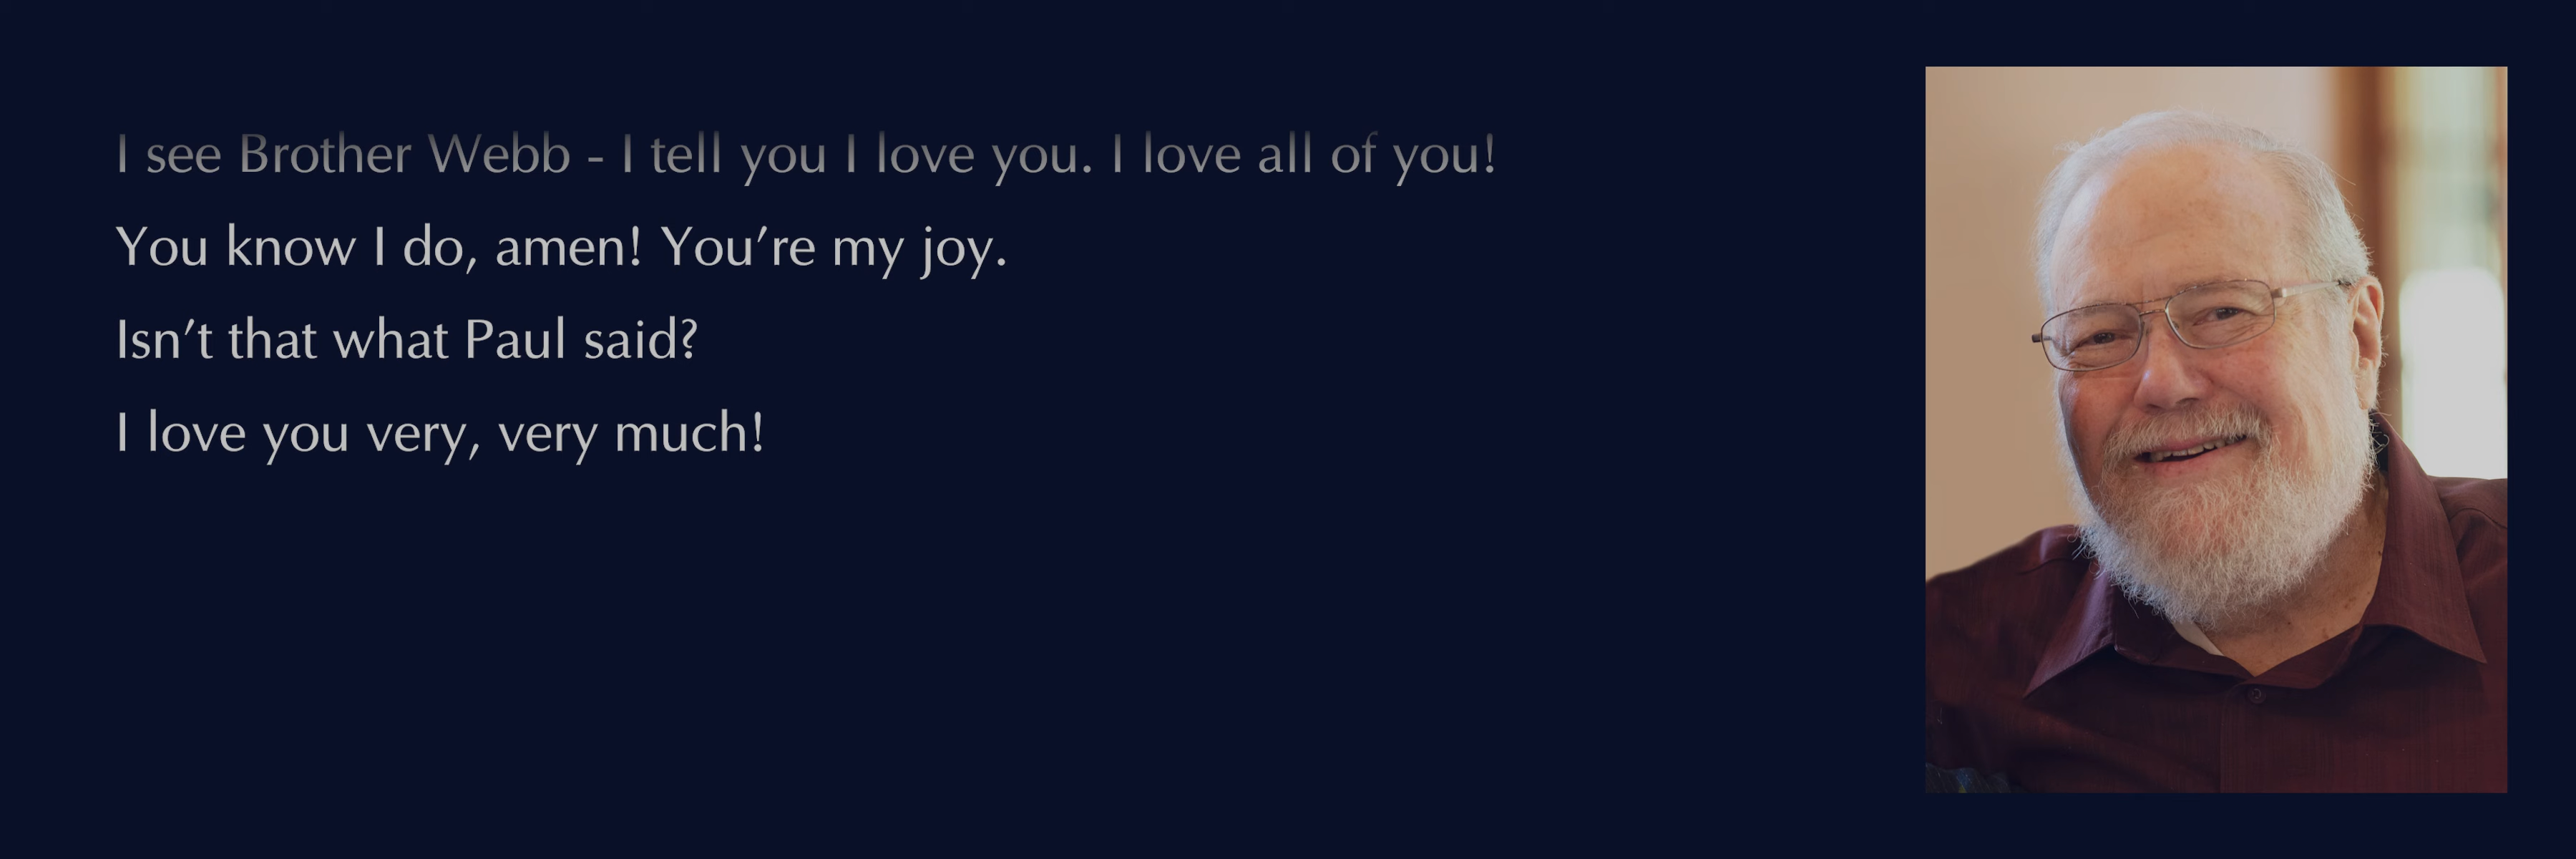 I see Brother Webb - I tell you I love you. I love all of you!
You know I do, amen! You’re my joy.
Isn’t that what Paul said?
I love you very, very much!